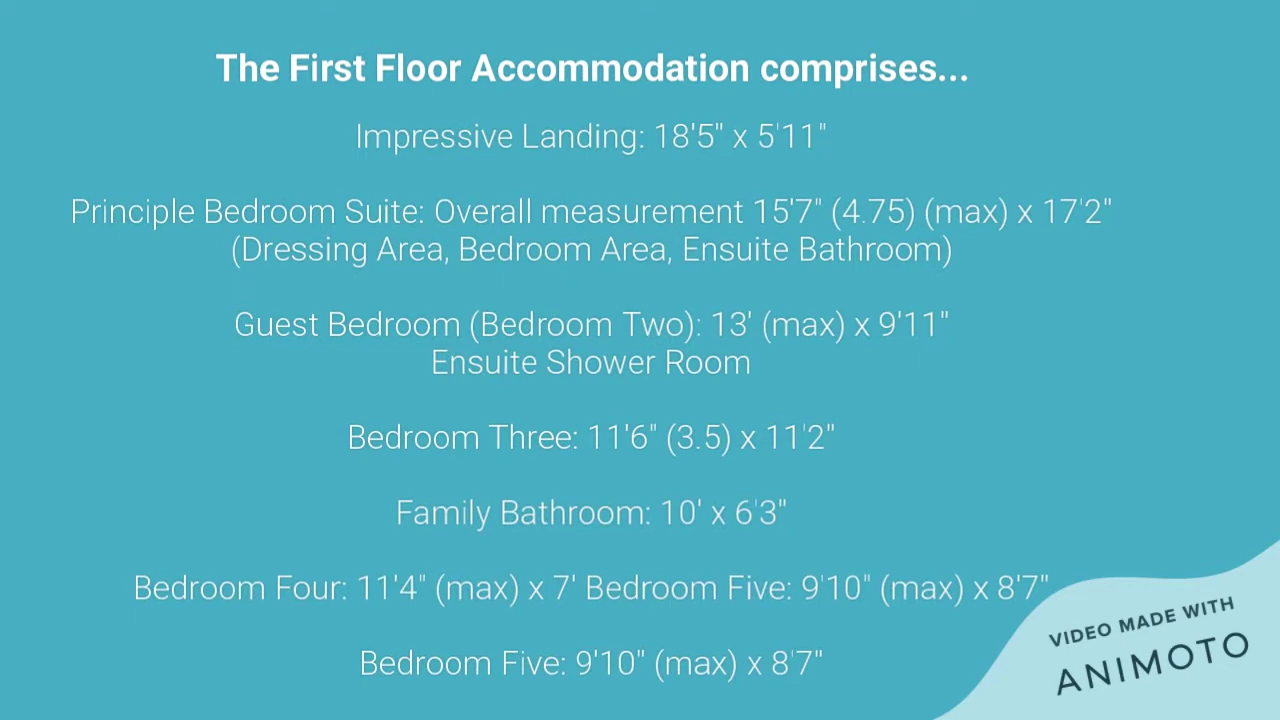 The First Floor Accommodation comprises...
Impressive Landing: 18'5" x 5'11"
Principle Bedroom Suite: Overall measurement 15'7" (4.75) (max) x 17'2"
(Dressing Area, Bedroom Area, Ensuite Bathroom)
Guest Bedroom (Bedroom Two): 13' (max) x 9'11"
Ensuite Shower Room
Bedroom Three: 11'6" (3.5) x 11'2"
Family Bathroom: 10' x 6'3"
Bedroom Four: 11'4" (max) x 7' Bedroom Five: 9'10" (max) x 8'7"
Bedroom Five: 9'10" (max) x 8'7"
VIDEO MADE WITH
ANIMOTO